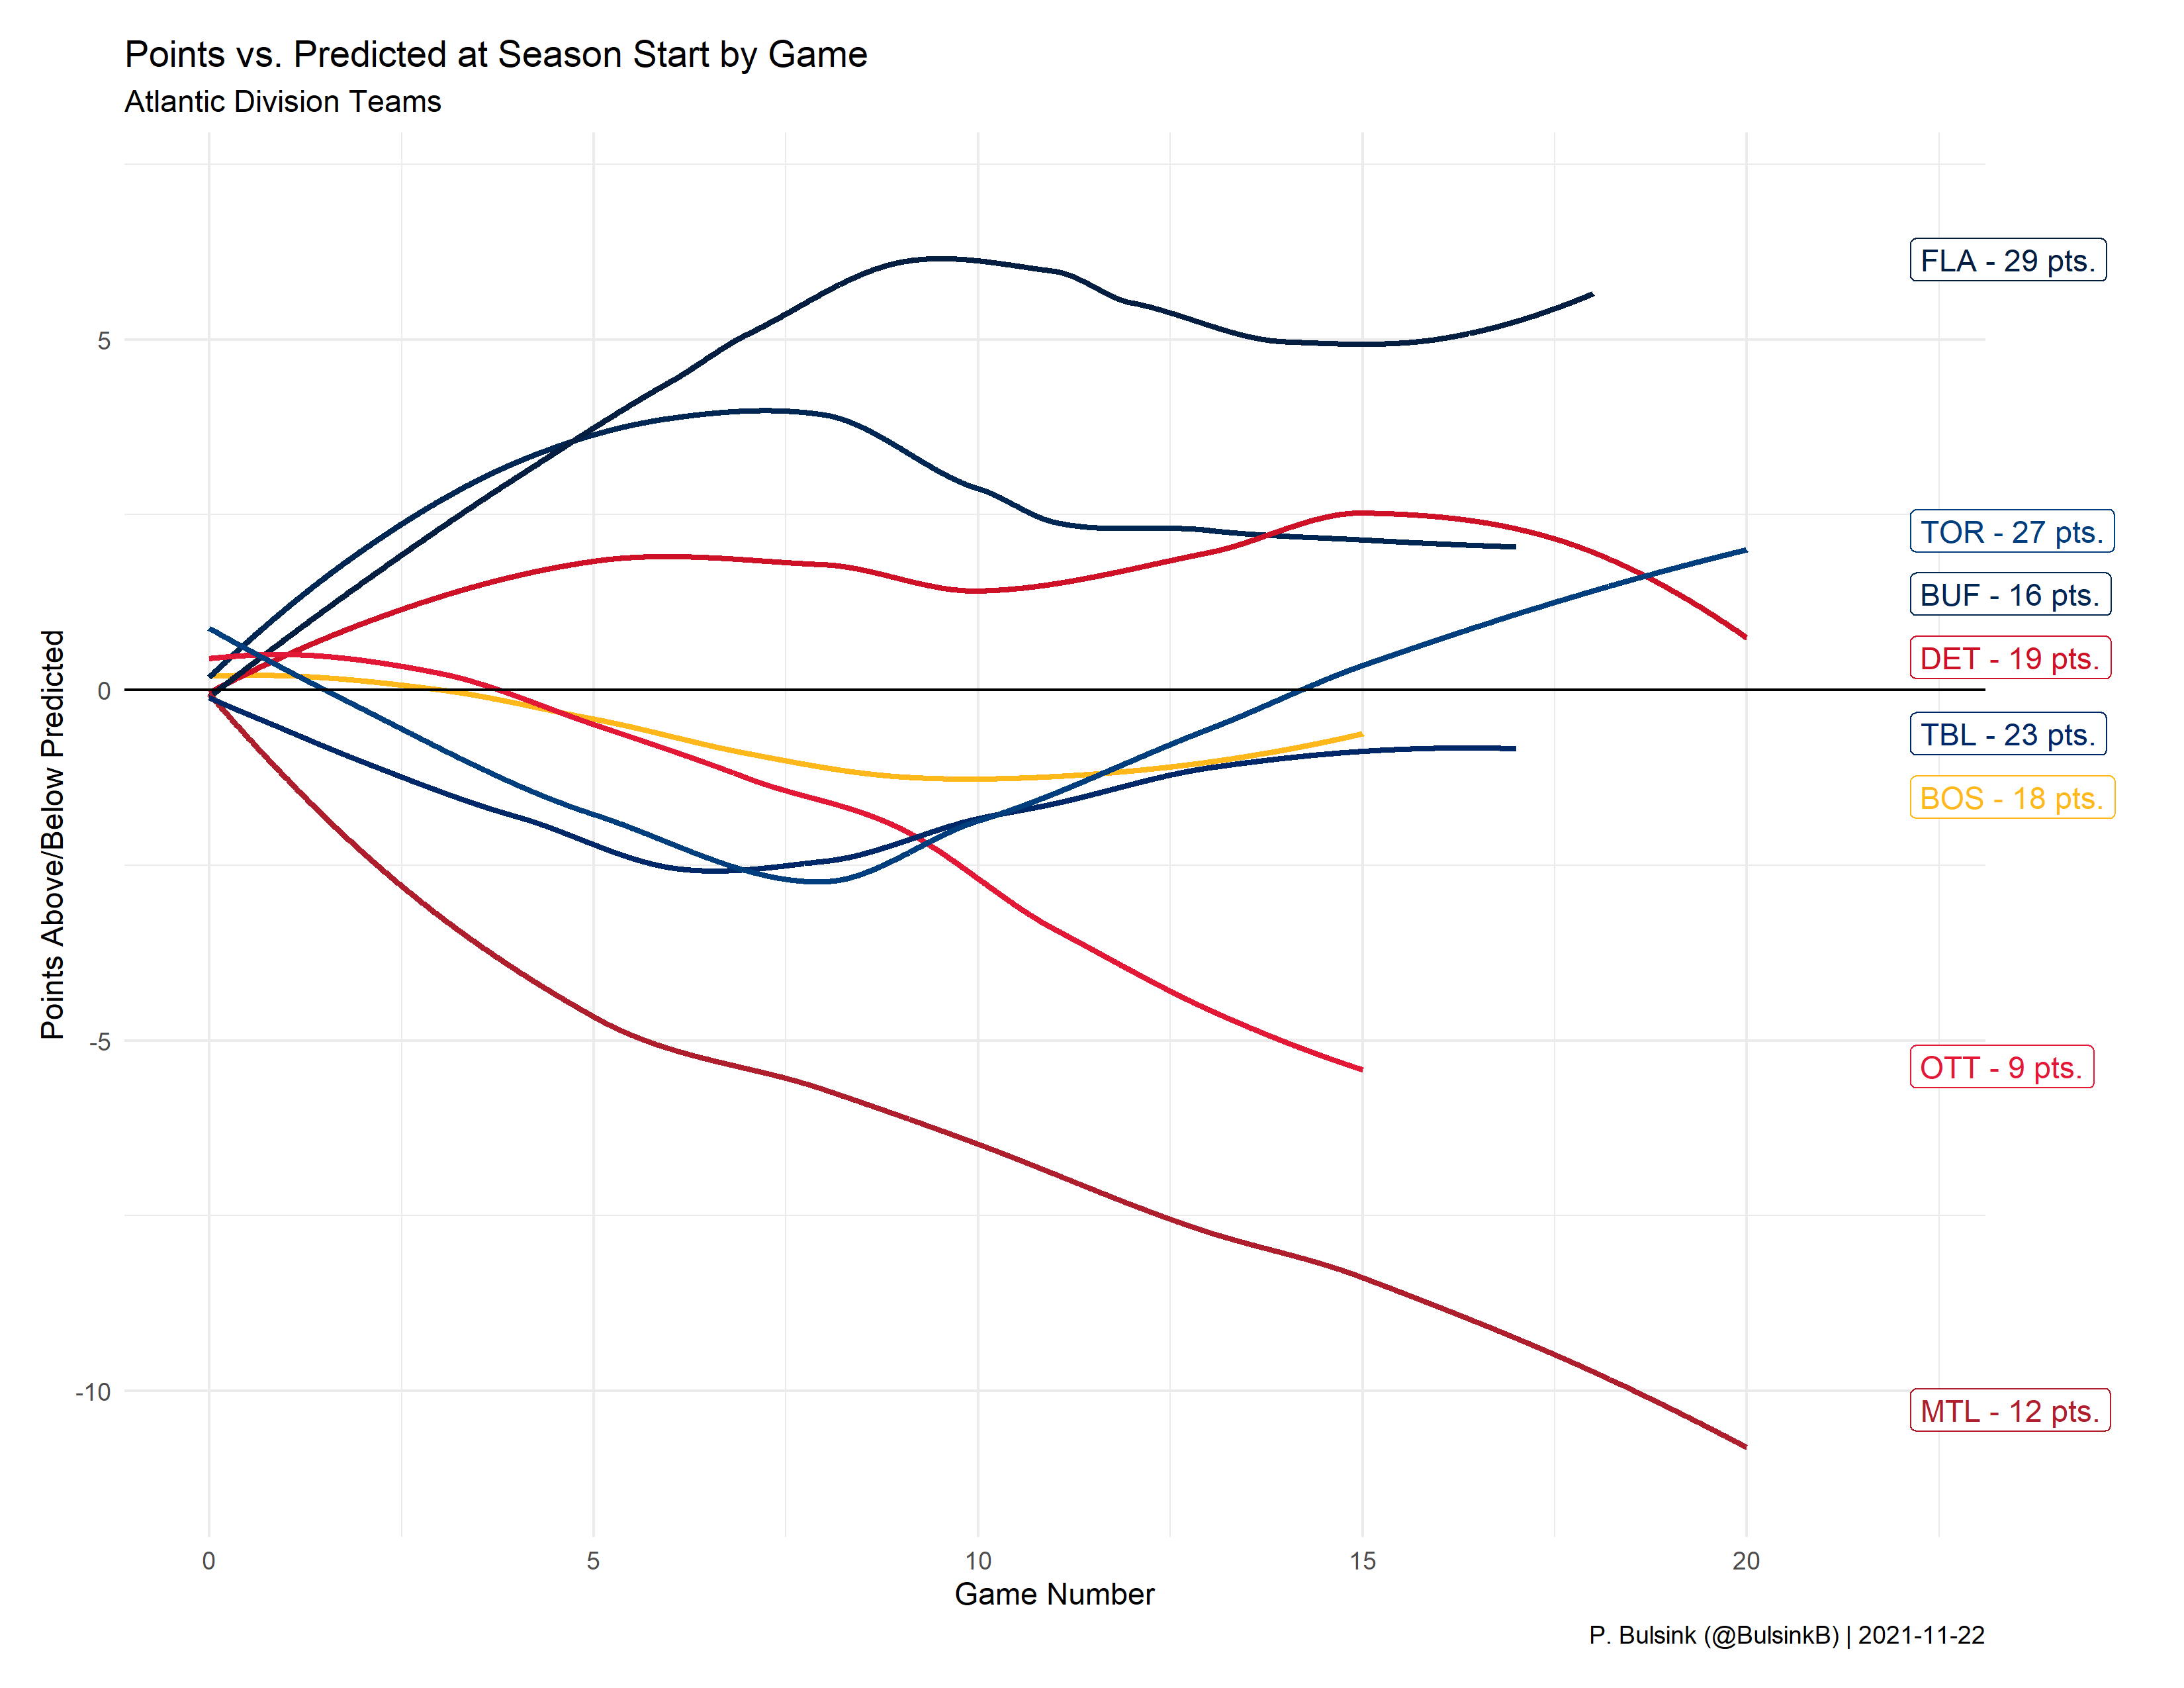 Points vs. Predicted at Season Start by Game
Atlantic Division Teams
Points Above/Below Predicted
5
0
-5
-10
FLA - 29 pts.
TOR - 27 pts.
BUF - 16 pts.
DET - 19 pts.
TBL - 23 pts.
BOS - 18 pts.
OTT - 9 pts.
MTL - 12 pts.
0 5 10 15 20
Game Number
P. Bulsink (@BulsinkB) | 2021-11-22